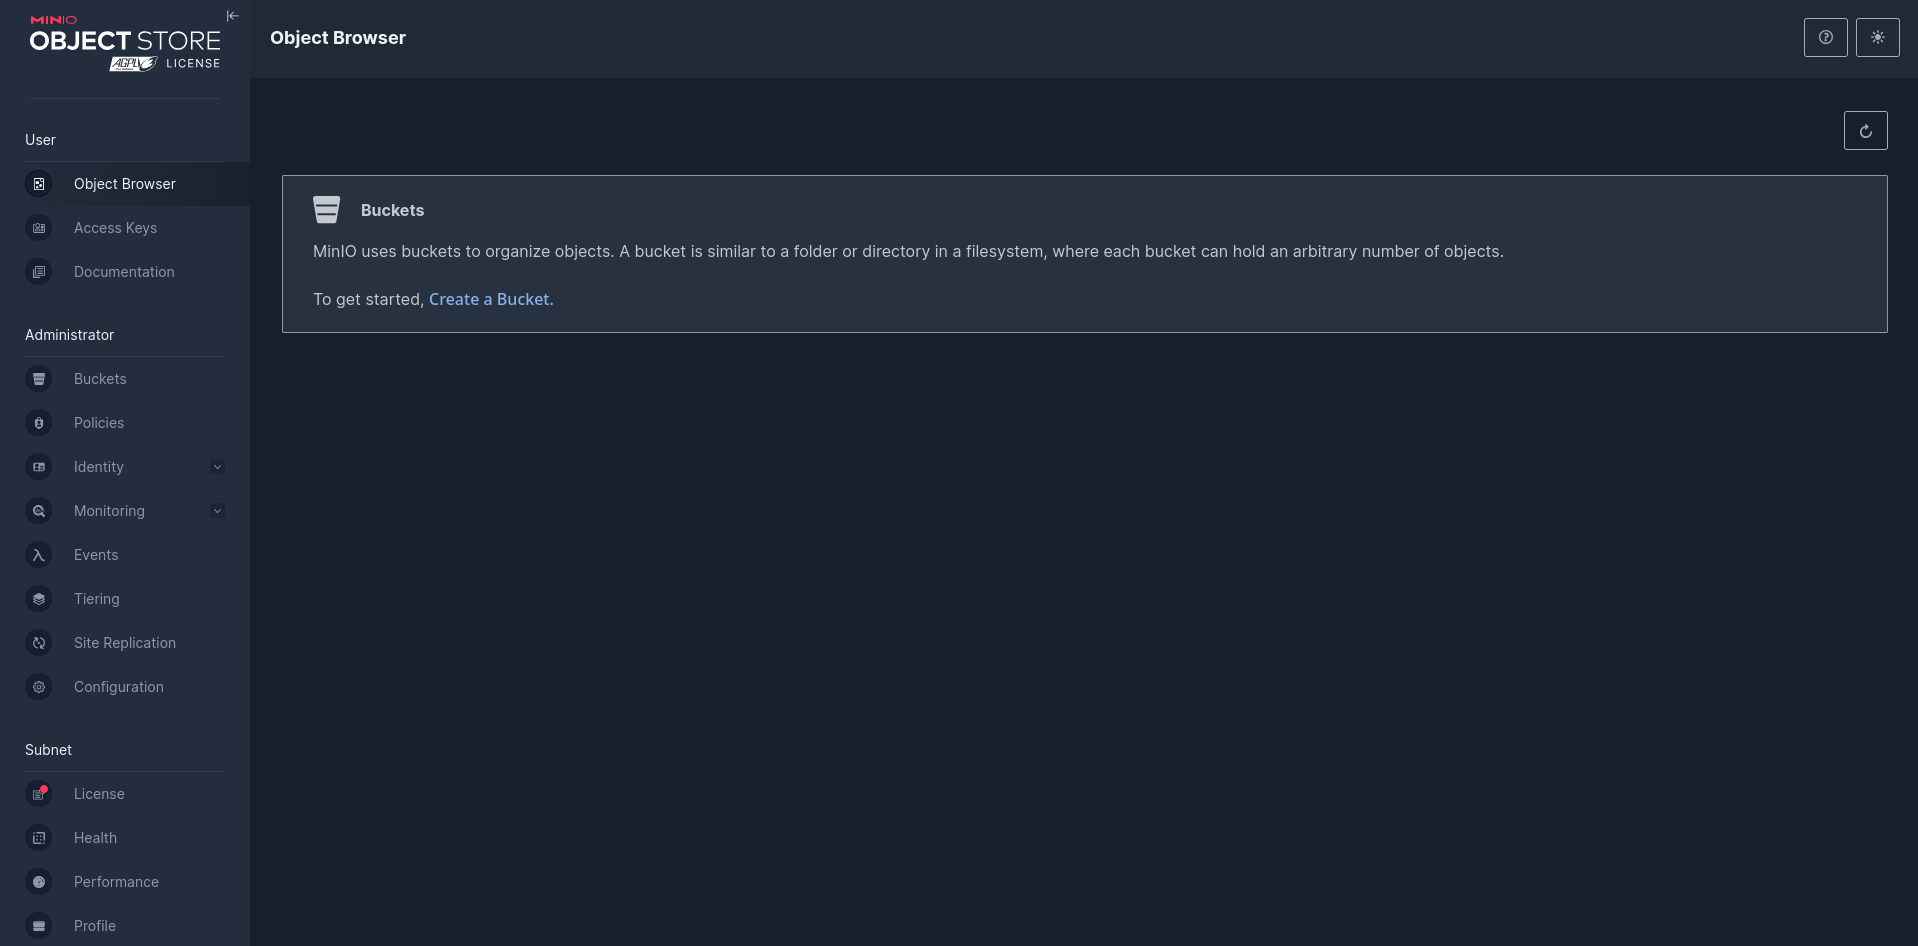 MINIO
OBJECT STORE
AGPL LICENSE
User
Object Browser
Access Keys
Documentation
Administrator
Buckets
Policies
Identity
Monitoring
Events
Tiering
Site Replication
Configuration
Subnet
License
Health
Performance
Profile
Object Browser
Buckets
MinIO uses buckets to organize objects. A bucket is similar to a folder or directory in a filesystem, where each bucket can hold an arbitrary number of objects.
To get started, Create a Bucket.